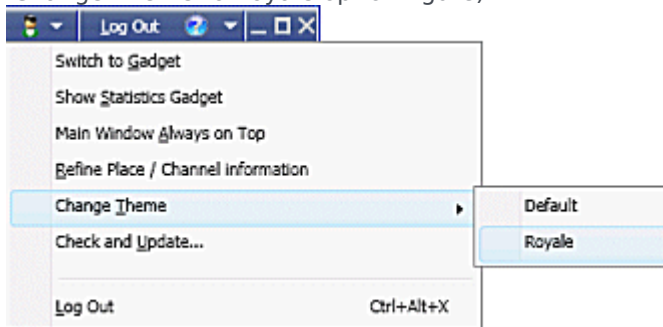 Log Out
Switch to Gadget
Show Statistics Gadget
Main Window Always on Top
Refine Place / Channel information
Change Theme
Default
Check and Update...
Royale
Log Out Ctrl+Alt+X